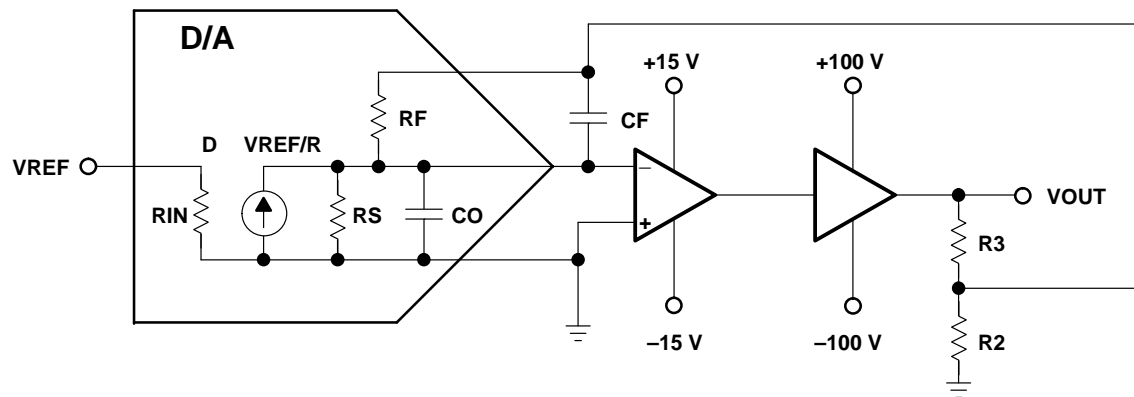 D/A
+15 V
+100 V
RF
CF
D
VREF/R
VREF
–
RIN
RS
CO
+
VOUT
R3
–15 V
–100 V
R2